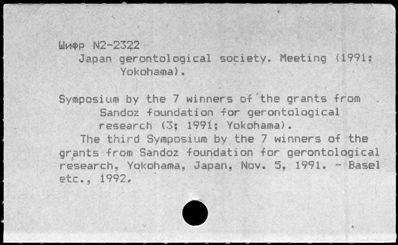 Шифр N2-2322
Japan gerontological society. Meeting (1991;
Yokohama).
Symposium by the 7 winners of the grants from
Sandoz foundation for gerontological
research (3; 1991; Yokohama).
The third Symposium by the 7 winners of the
grants from Sandoz foundation for gerontological
research, Yokohama, Japan, Nov. 5, 1991. - Basel
etc., 1992.